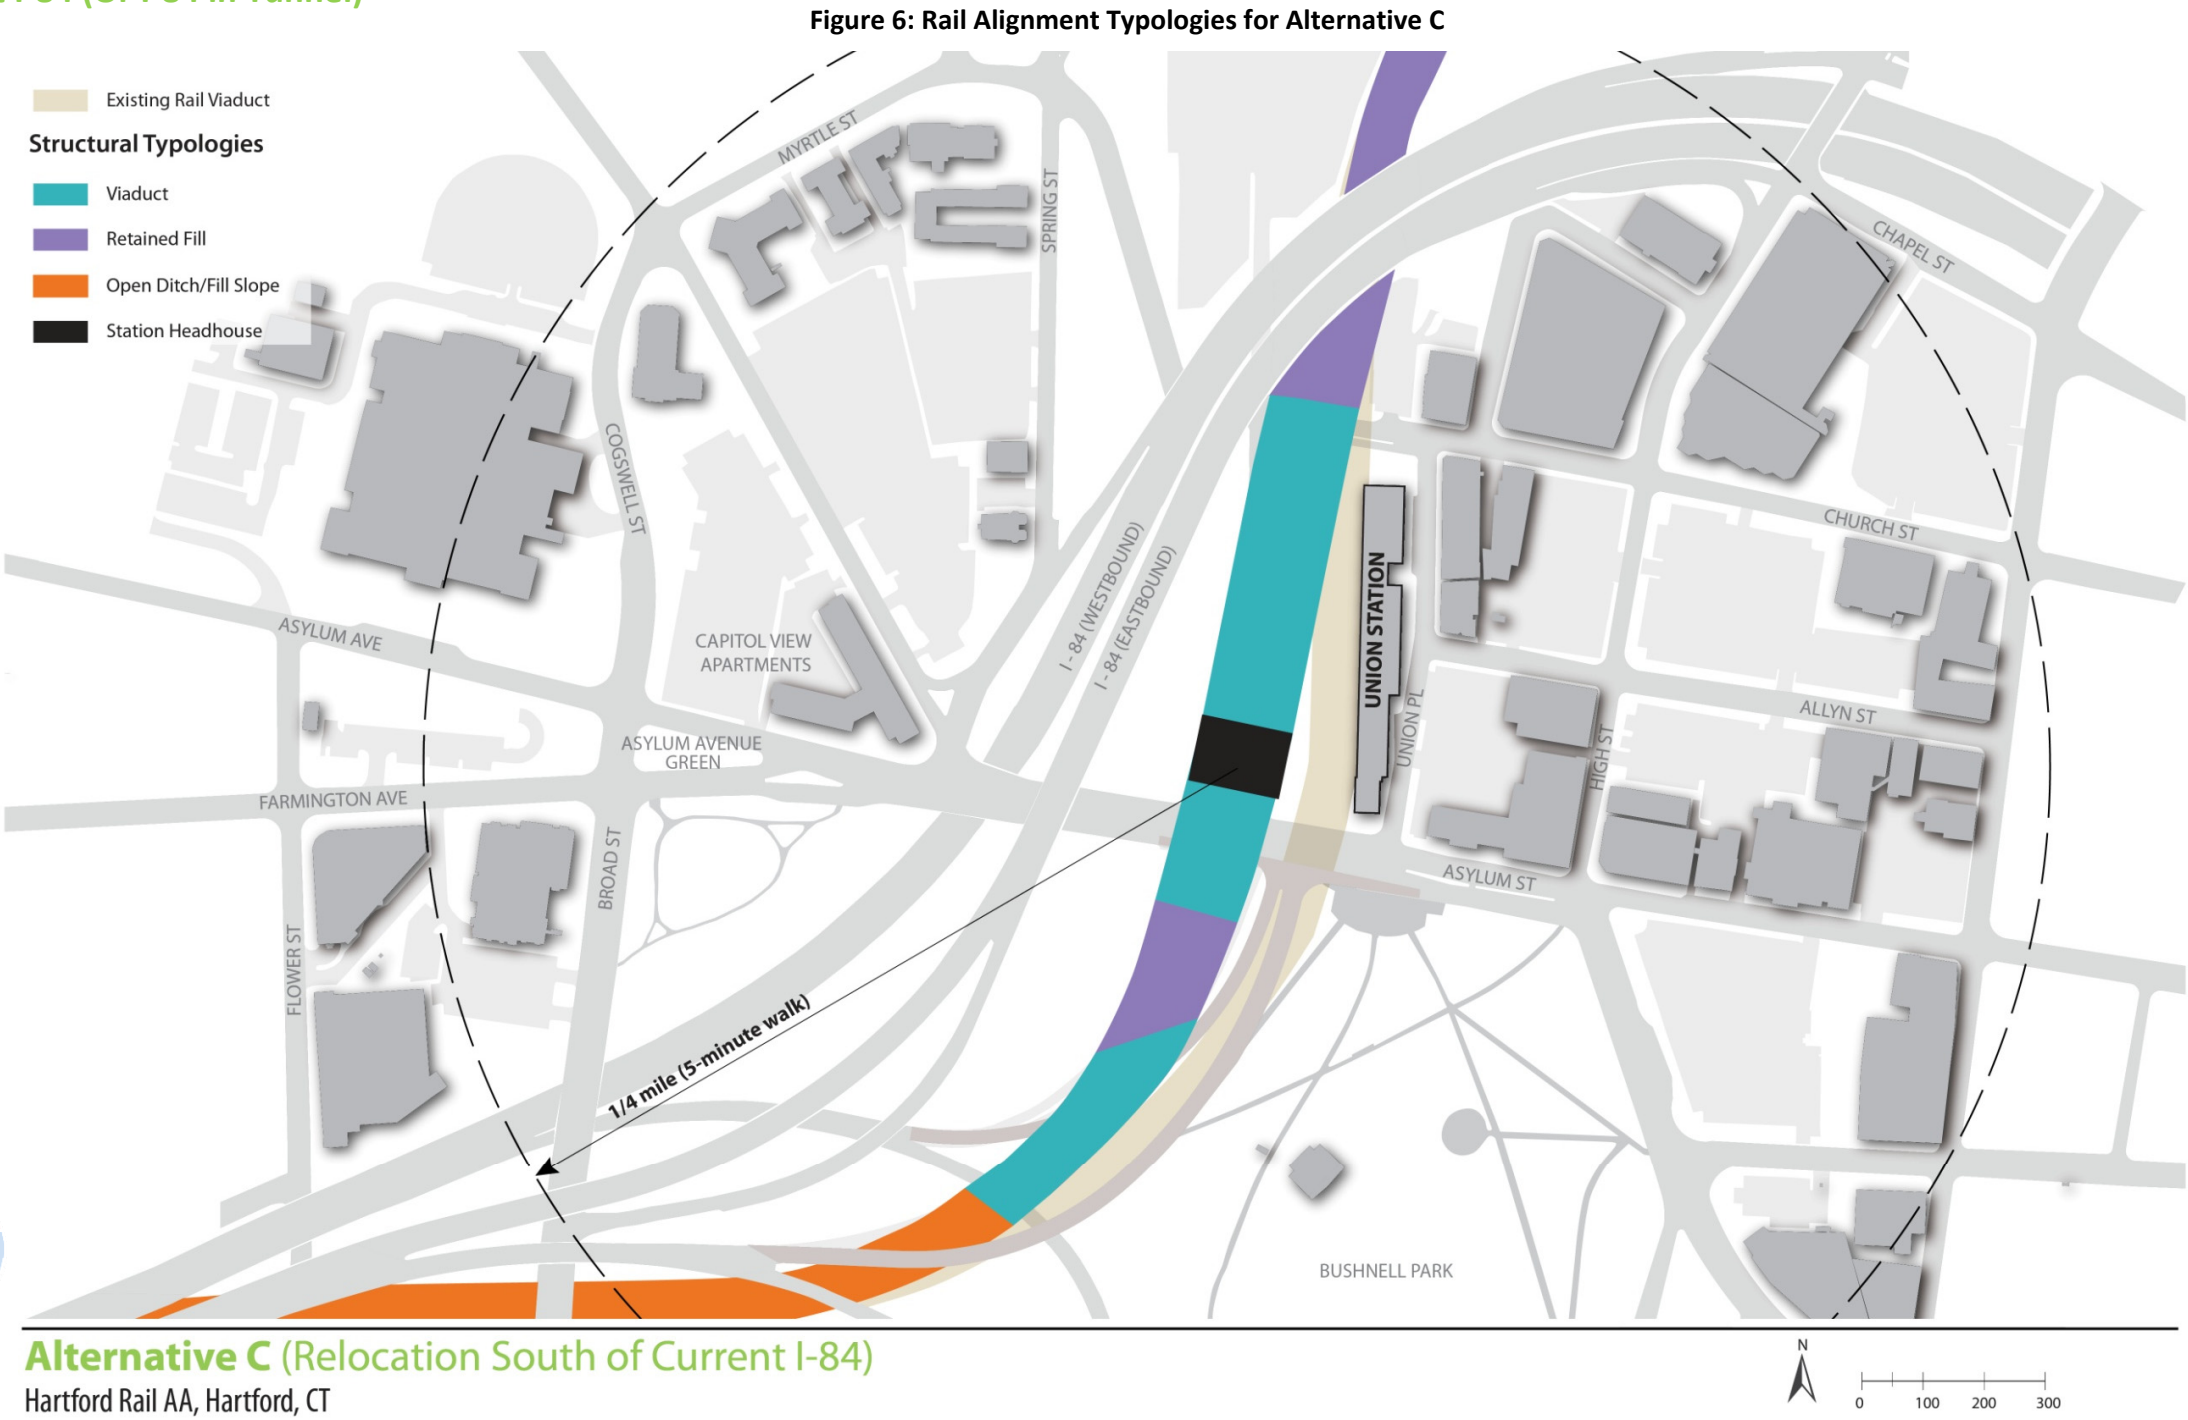 Figure 6: Rail Alignment Typologies for Alternative C
Existing Rail Viaduct
Structural Typologies
Viaduct
Retained Fill
Open Ditch/Fill Slope
Station Headhouse
MYRTLE ST
SPRING ST
CHAPEL ST
COGSWELL ST
I - 84 (WESTBOUND)
I - 84 (EASTBOUND)
CHURCH ST
ASYLUM AVE
CAPITOL VIEW
APARTMENTS
UNION STATION
UNION PL
ALLYN ST
HIGH ST
ASYLUM AVENUE
GREEN
FARMINGTON AVE
BROAD ST
ASYLUM ST
FLOWER ST
1/4 mile (5-minute walk)
BUSHNELL PARK
Alternative C (Relocation South of Current I-84)
Hartford Rail AA, Hartford, CT
N
0 100 200 300